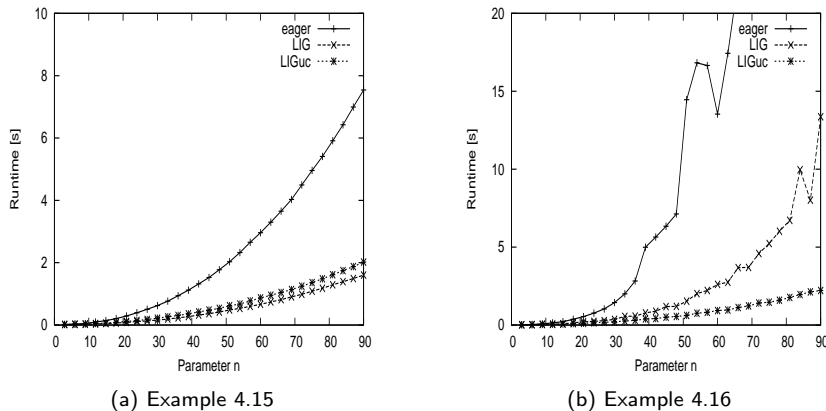 10
8
6
4
2
0
Runtime [s]
0 10 20 30 40 50 60 70 80 90
Parameter n
eager
LIG
LIGuc
(a) Example 4.15
20
15
10
5
0
Runtime [s]
0 10 20 30 40 50 60 70 80 90
Parameter n
eager
LIG
LIGuc
(b) Example 4.16